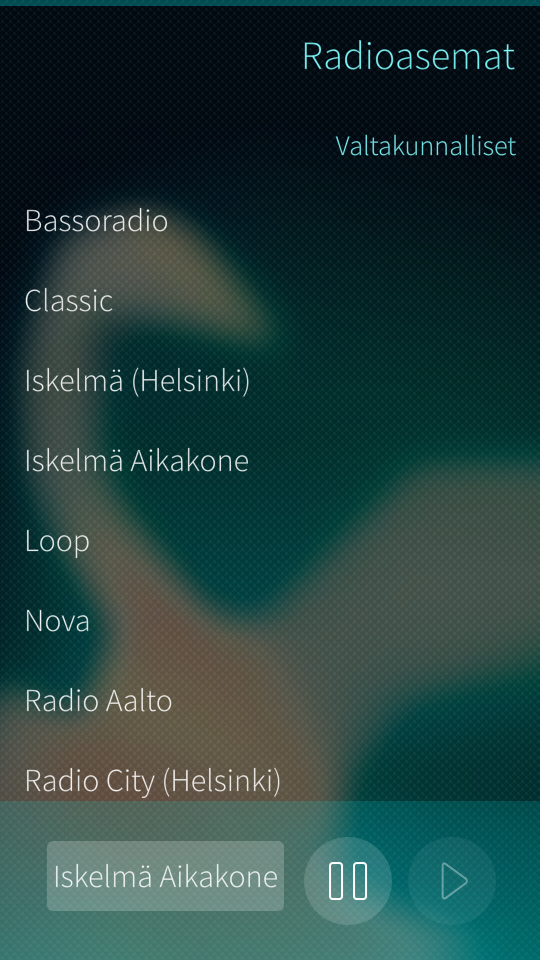 Radioasemat
Valtakunnalliset
Bassoradio
Classic
Iskelmä (Helsinki)
Iskelmä Aikakone
Loop
Nova
Radio Aalto
Radio City (Helsinki)
Iskelmä Aikakone